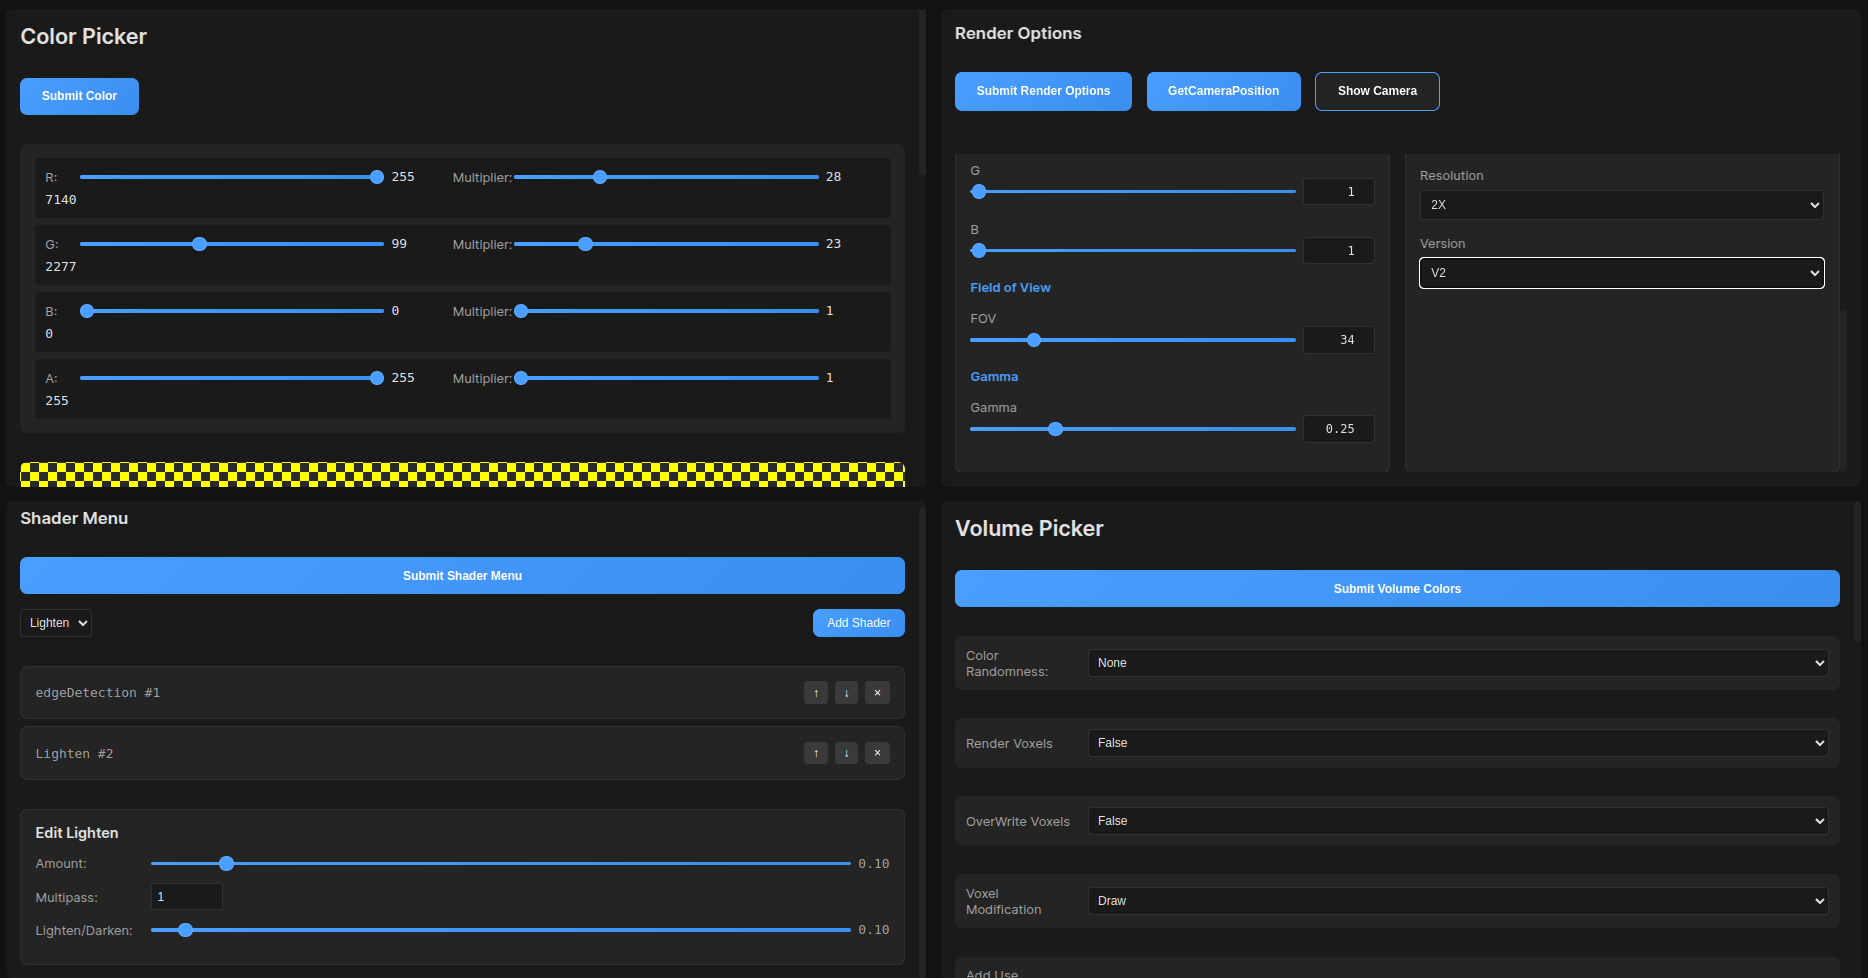 Color Picker
Submit Color
R: 255 Multiplier: 28
7140
G: 99 Multiplier: 23
2277
B: 0 Multiplier: 1
0
A: 255 Multiplier: 1
255
Render Options
Submit Render Options GetCameraPosition Show Camera
G
1
B
1
Field of View
FOV
34
Gamma
Gamma
0.25
Resolution
2X
Version
V2
Shader Menu
Submit Shader Menu
Lighten Add Shader
edgeDetection #1 ↑ ↓ ×
Lighten #2 ↑ ↓ ×
Edit Lighten
Amount: 0.10
Multipass: 1
Lighten/Darken: 0.10
Volume Picker
Submit Volume Colors
Color
Randomness: None
Render Voxels False
OverWrite Voxels False
Voxel
Modification Draw
Add Use